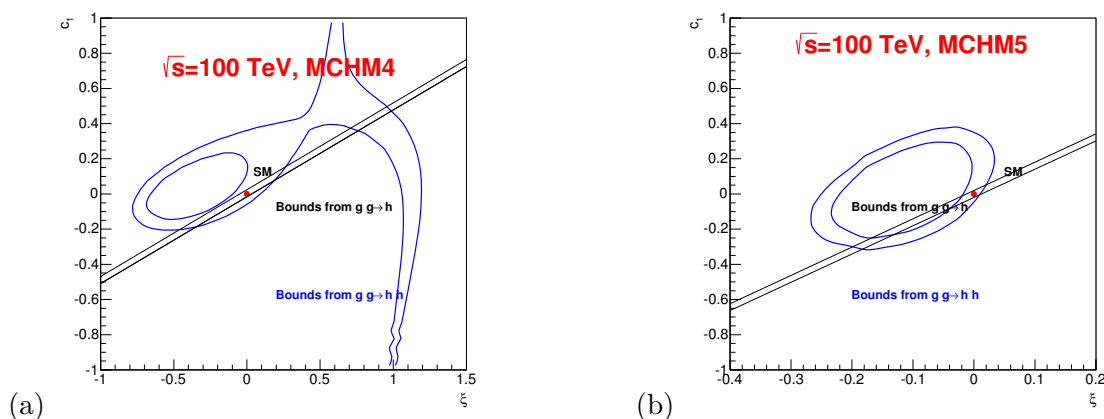 c₁
1
0.8
0.6
0.4
0.2
0
-0.2
-0.4
-0.6
-0.8
-1
√s=100 TeV, MCHM4
SM
Bounds from g g→h
Bounds from g g→h h
-1 -0.5 0 0.5 1 1.5
ξ
(a)
c₁
1
0.8
0.6
0.4
0.2
0
-0.2
-0.4
-0.6
-0.8
-1
√s=100 TeV, MCHM5
SM
Bounds from g g→h
Bounds from g g→h h
-0.4 -0.3 -0.2 -0.1 0 0.1 0.2
ξ
(b)